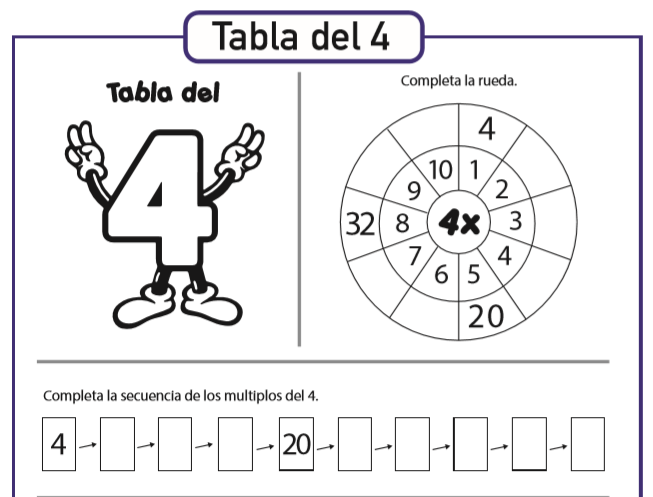 Tabla del 4
Tabla del
4
Completa la rueda.
4
10 1
9 2
32 8 4x 3
7 4
6 5
20
Completa la secuencia de los multiplos del 4.
4 → → → → 20 → → → → →